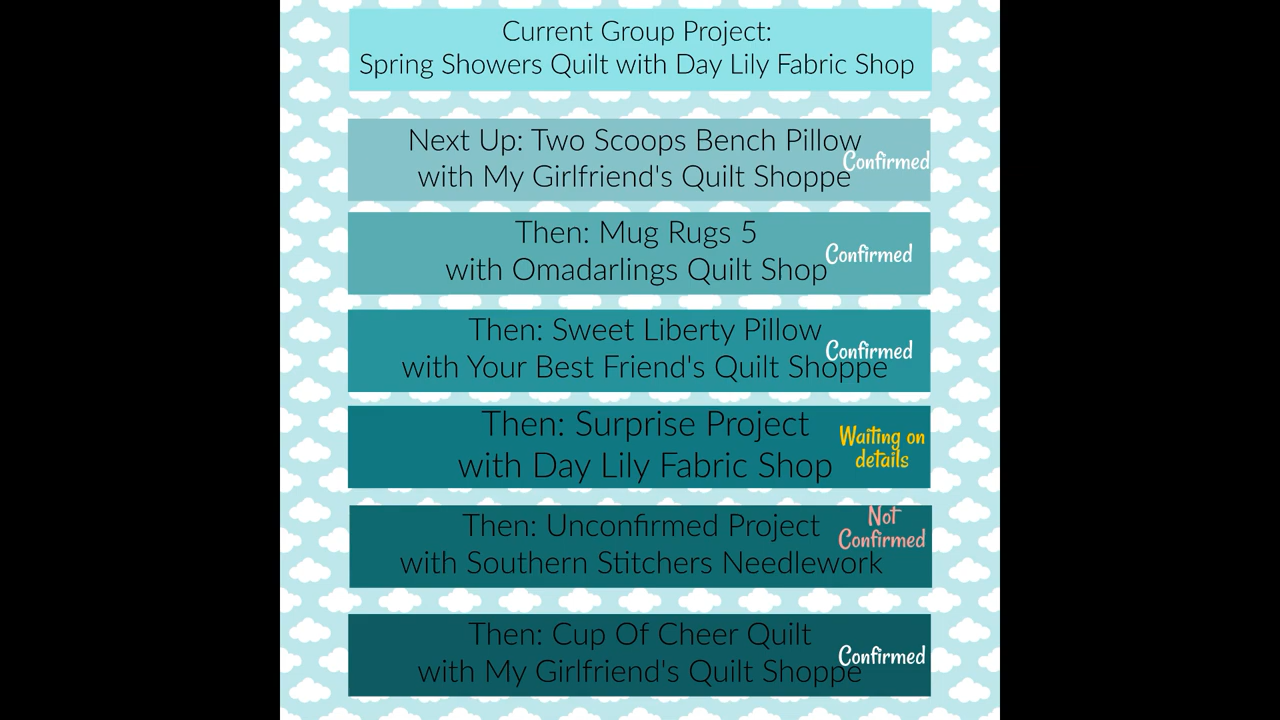 Current Group Project:
Spring Showers Quilt with Day Lily Fabric Shop
Next Up: Two Scoops Bench Pillow
with My Girlfriend's Quilt Shoppe
Confirmed
Then: Mug Rugs 5
with Omadarlings Quilt Shop
Confirmed
Then: Sweet Liberty Pillow
with Your Best Friend's Quilt Shoppe
Confirmed
Then: Surprise Project
with Day Lily Fabric Shop
Waiting on
details
Then: Unconfirmed Project
with Southern Stitchers Needlework
Not
Confirmed
Then: Cup Of Cheer Quilt
with My Girlfriend's Quilt Shoppe
Confirmed